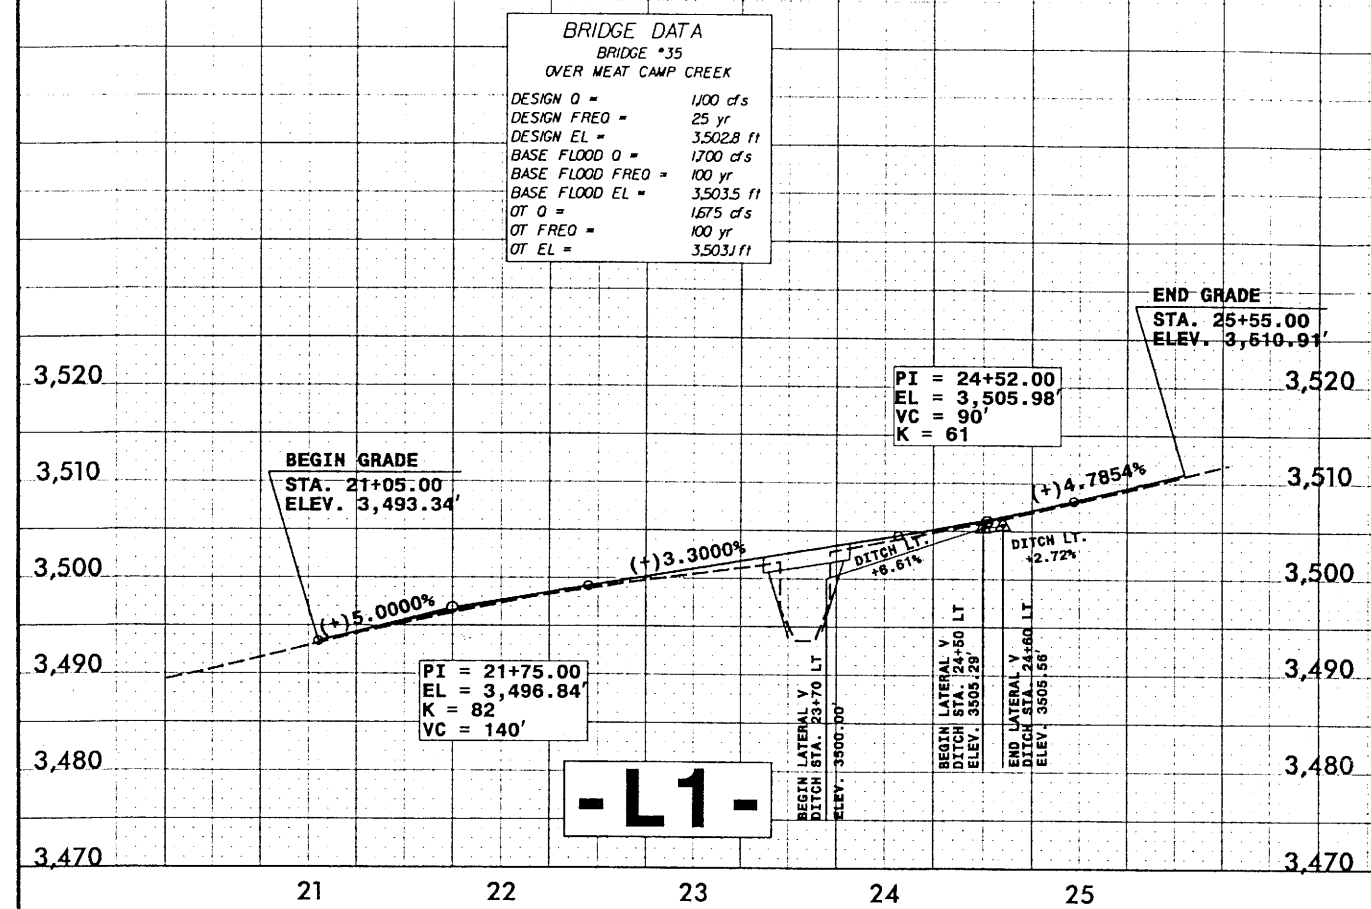 BRIDGE DATA
BRIDGE #35
OVER MEAT CAMP CREEK
DESIGN Q = 1,100 cfs
DESIGN FREQ = 25 yr
DESIGN EL = 3,502.8 ft
BASE FLOOD Q = 1,700 cfs
BASE FLOOD FREQ = 100 yr
BASE FLOOD EL = 3,503.5 ft
OT Q = 1,675 cfs
OT FREQ = 100 yr
OT EL = 3,503.1 ft
END GRADE
STA. 25+55.00
ELEV. 3,510.91'
PI = 24+52.00
EL = 3,505.98'
VC = 90'
K = 61
BEGIN GRADE
STA. 21+05.00
ELEV. 3,493.34'
PI = 21+75.00
EL = 3,496.84'
K = 82
VC = 140'
(+)5.0000%
(+)3.3000%
(+)4.7854%
DITCH LT.
+6.61%
DITCH LT.
+2.72%
BEGIN LATERAL V
DITCH STA. 23+70 LT
ELEV. 3500.00'
BEGIN LATERAL V
DITCH STA. 24+50 LT
ELEV. 3505.29'
END LATERAL V
DITCH STA. 24+60 LT
ELEV. 3505.56'
-L1-
3,520
3,510
3,500
3,490
3,480
3,470
3,520
3,510
3,500
3,490
3,480
3,470
21 22 23 24 25